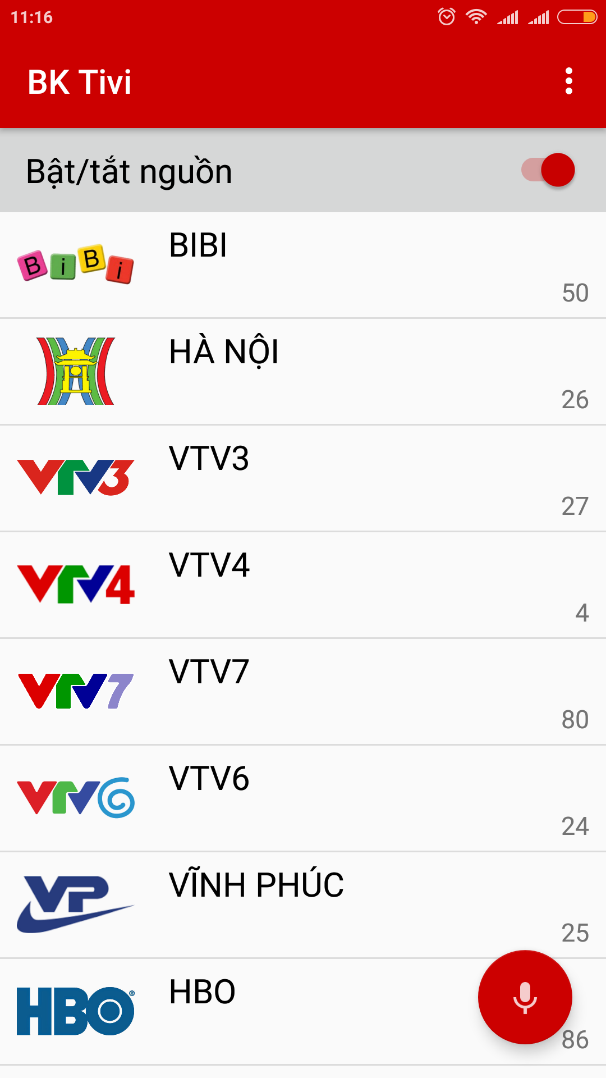 11:16
BK Tivi
Bật/tắt nguồn
BiBi
BIBI
50
HÀ NỘI
26
VTV3
VTV3
27
VTV4
VTV4
4
VTV7
VTV7
80
VTV6
VTV6
24
VP
VĨNH PHÚC
25
HBO®
HBO
86